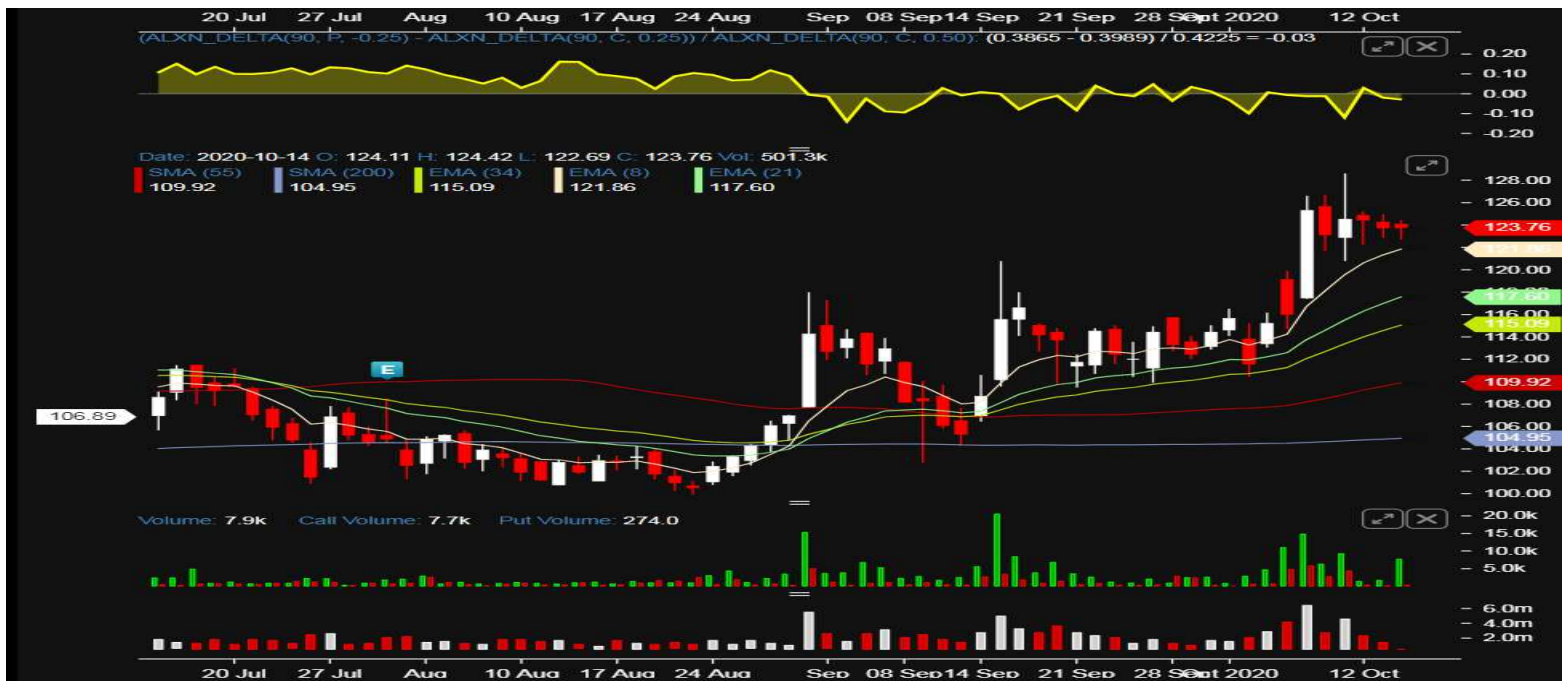 20 Jul 27 Jul Aug 10 Aug 17 Aug 24 Aug Sep 08 Sep 14 Sep 21 Sep 28 Sep Oct 2020 12 Oct
(ALXN_DELTA(90, P, -0.25) - ALXN_DELTA(90, C, 0.25)) / ALXN_DELTA(90, C, 0.50): (0.3865 - 0.3989) / 0.4225 = -0.03
0.20
0.10
0.00
-0.10
-0.20
Date: 2020-10-14 O: 124.11 H: 124.42 L: 122.69 C: 123.76 Vol: 501.3k
SMA (55) SMA (200) EMA (34) EMA (8) EMA (21)
109.92 104.95 115.09 121.86 117.60
128.00
126.00
123.76
121.86
120.00
117.60
116.00
115.09
114.00
112.00
E
109.92
108.00
106.89
106.00
104.95
104.00
102.00
100.00
Volume: 7.9k Call Volume: 7.7k Put Volume: 274.0
20.0k
15.0k
10.0k
5.0k
6.0m
4.0m
2.0m
20 Jul 27 Jul Aug 10 Aug 17 Aug 24 Aug Sep 08 Sep 14 Sep 21 Sep 28 Sep 2020 12 Oct